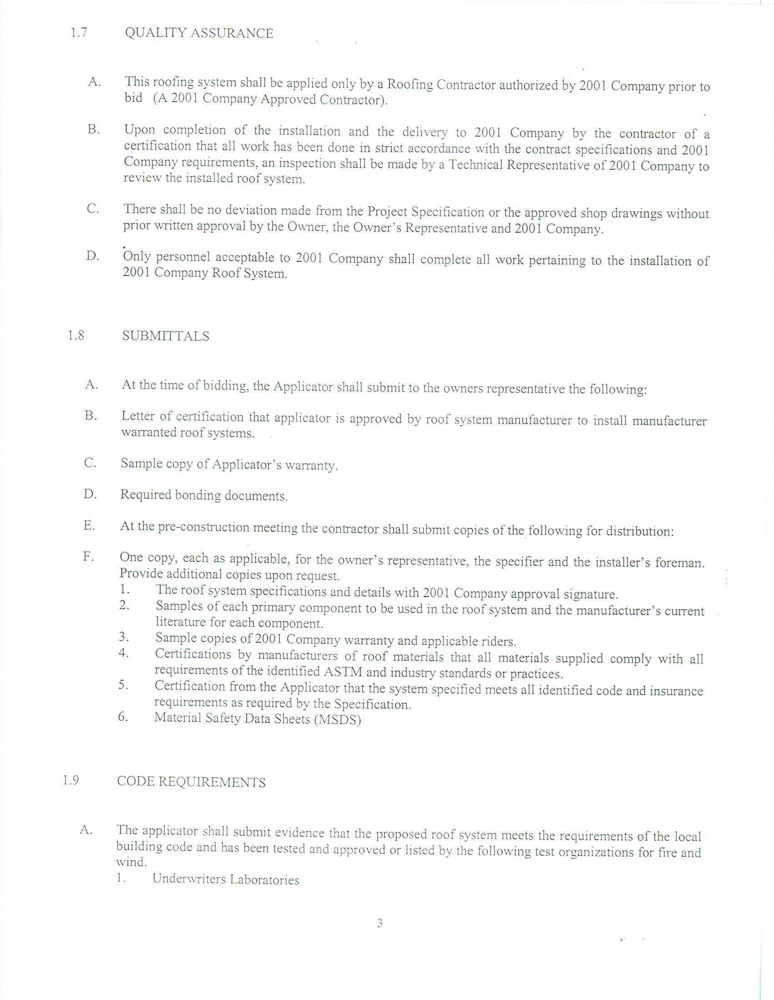 1.7 QUALITY ASSURANCE
A. This roofing system shall be applied only by a Roofing Contractor authorized by 2001 Company prior to
bid (A 2001 Company Approved Contractor).
B. Upon completion of the installation and the delivery to 2001 Company by the contractor of a
certification that all work has been done in strict accordance with the contract specifications and 2001
Company requirements, an inspection shall be made by a Technical Representative of 2001 Company to
review the installed roof system.
C. There shall be no deviation made from the Project Specification or the approved shop drawings without
prior written approval by the Owner, the Owner's Representative and 2001 Company.
D. Only personnel acceptable to 2001 Company shall complete all work pertaining to the installation of
2001 Company Roof System.
1.8 SUBMITTALS
A. At the time of bidding, the Applicator shall submit to the owners representative the following:
B. Letter of certification that applicator is approved by roof system manufacturer to install manufacturer
warranted roof systems.
C. Sample copy of Applicator's warranty.
D. Required bonding documents.
E. At the pre-construction meeting the contractor shall submit copies of the following for distribution:
F. One copy, each as applicable, for the owner's representative, the specifier and the installer's foreman.
Provide additional copies upon request.
1. The roof system specifications and details with 2001 Company approval signature.
2. Samples of each primary component to be used in the roof system and the manufacturer's current
literature for each component.
3. Sample copies of 2001 Company warranty and applicable riders.
4. Certifications by manufacturers of roof materials that all materials supplied comply with all
requirements of the identified ASTM and industry standards or practices.
5. Certification from the Applicator that the system specified meets all identified code and insurance
requirements as required by the Specification.
6. Material Safety Data Sheets (MSDS)
1.9 CODE REQUIREMENTS
A. The applicator shall submit evidence that the proposed roof system meets the requirements of the local
building code and has been tested and approved or listed by the following test organizations for fire and
wind.
1. Underwriters Laboratories
3